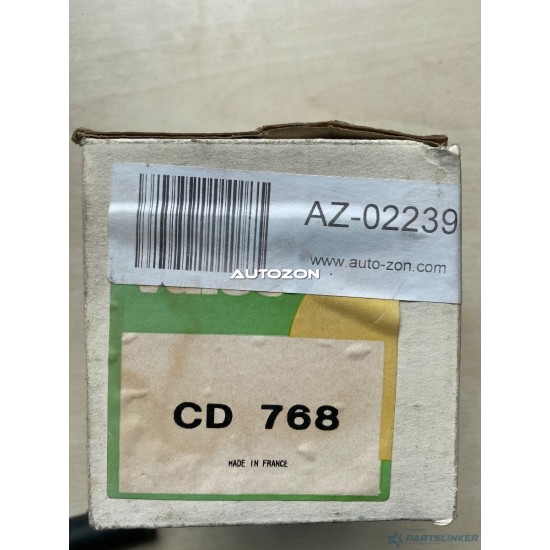 AZ-02239
www.auto-zon.com
AUTOZON
CD 768
MADE IN FRANCE
PARTSLINKER